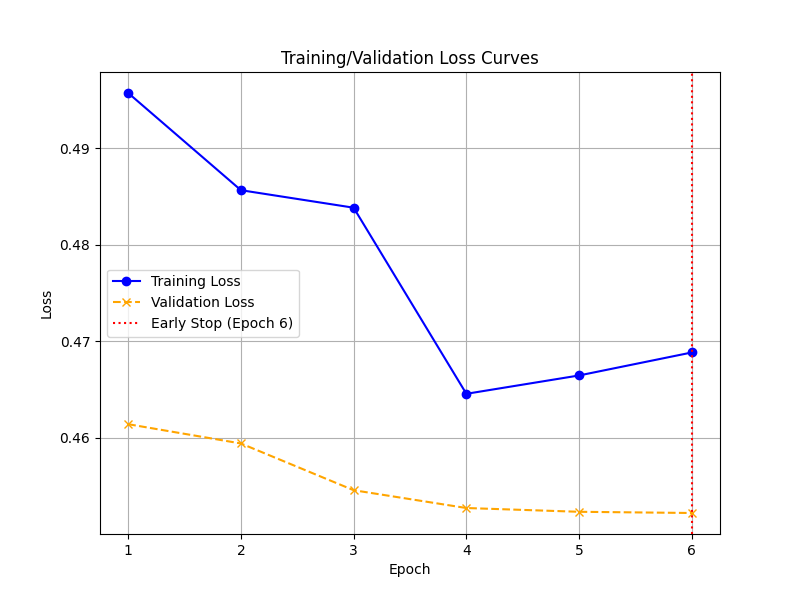 Training/Validation Loss Curves
0.49
0.48
0.47
0.46
Loss
Training Loss
Validation Loss
Early Stop (Epoch 6)
1 2 3 4 5 6
Epoch